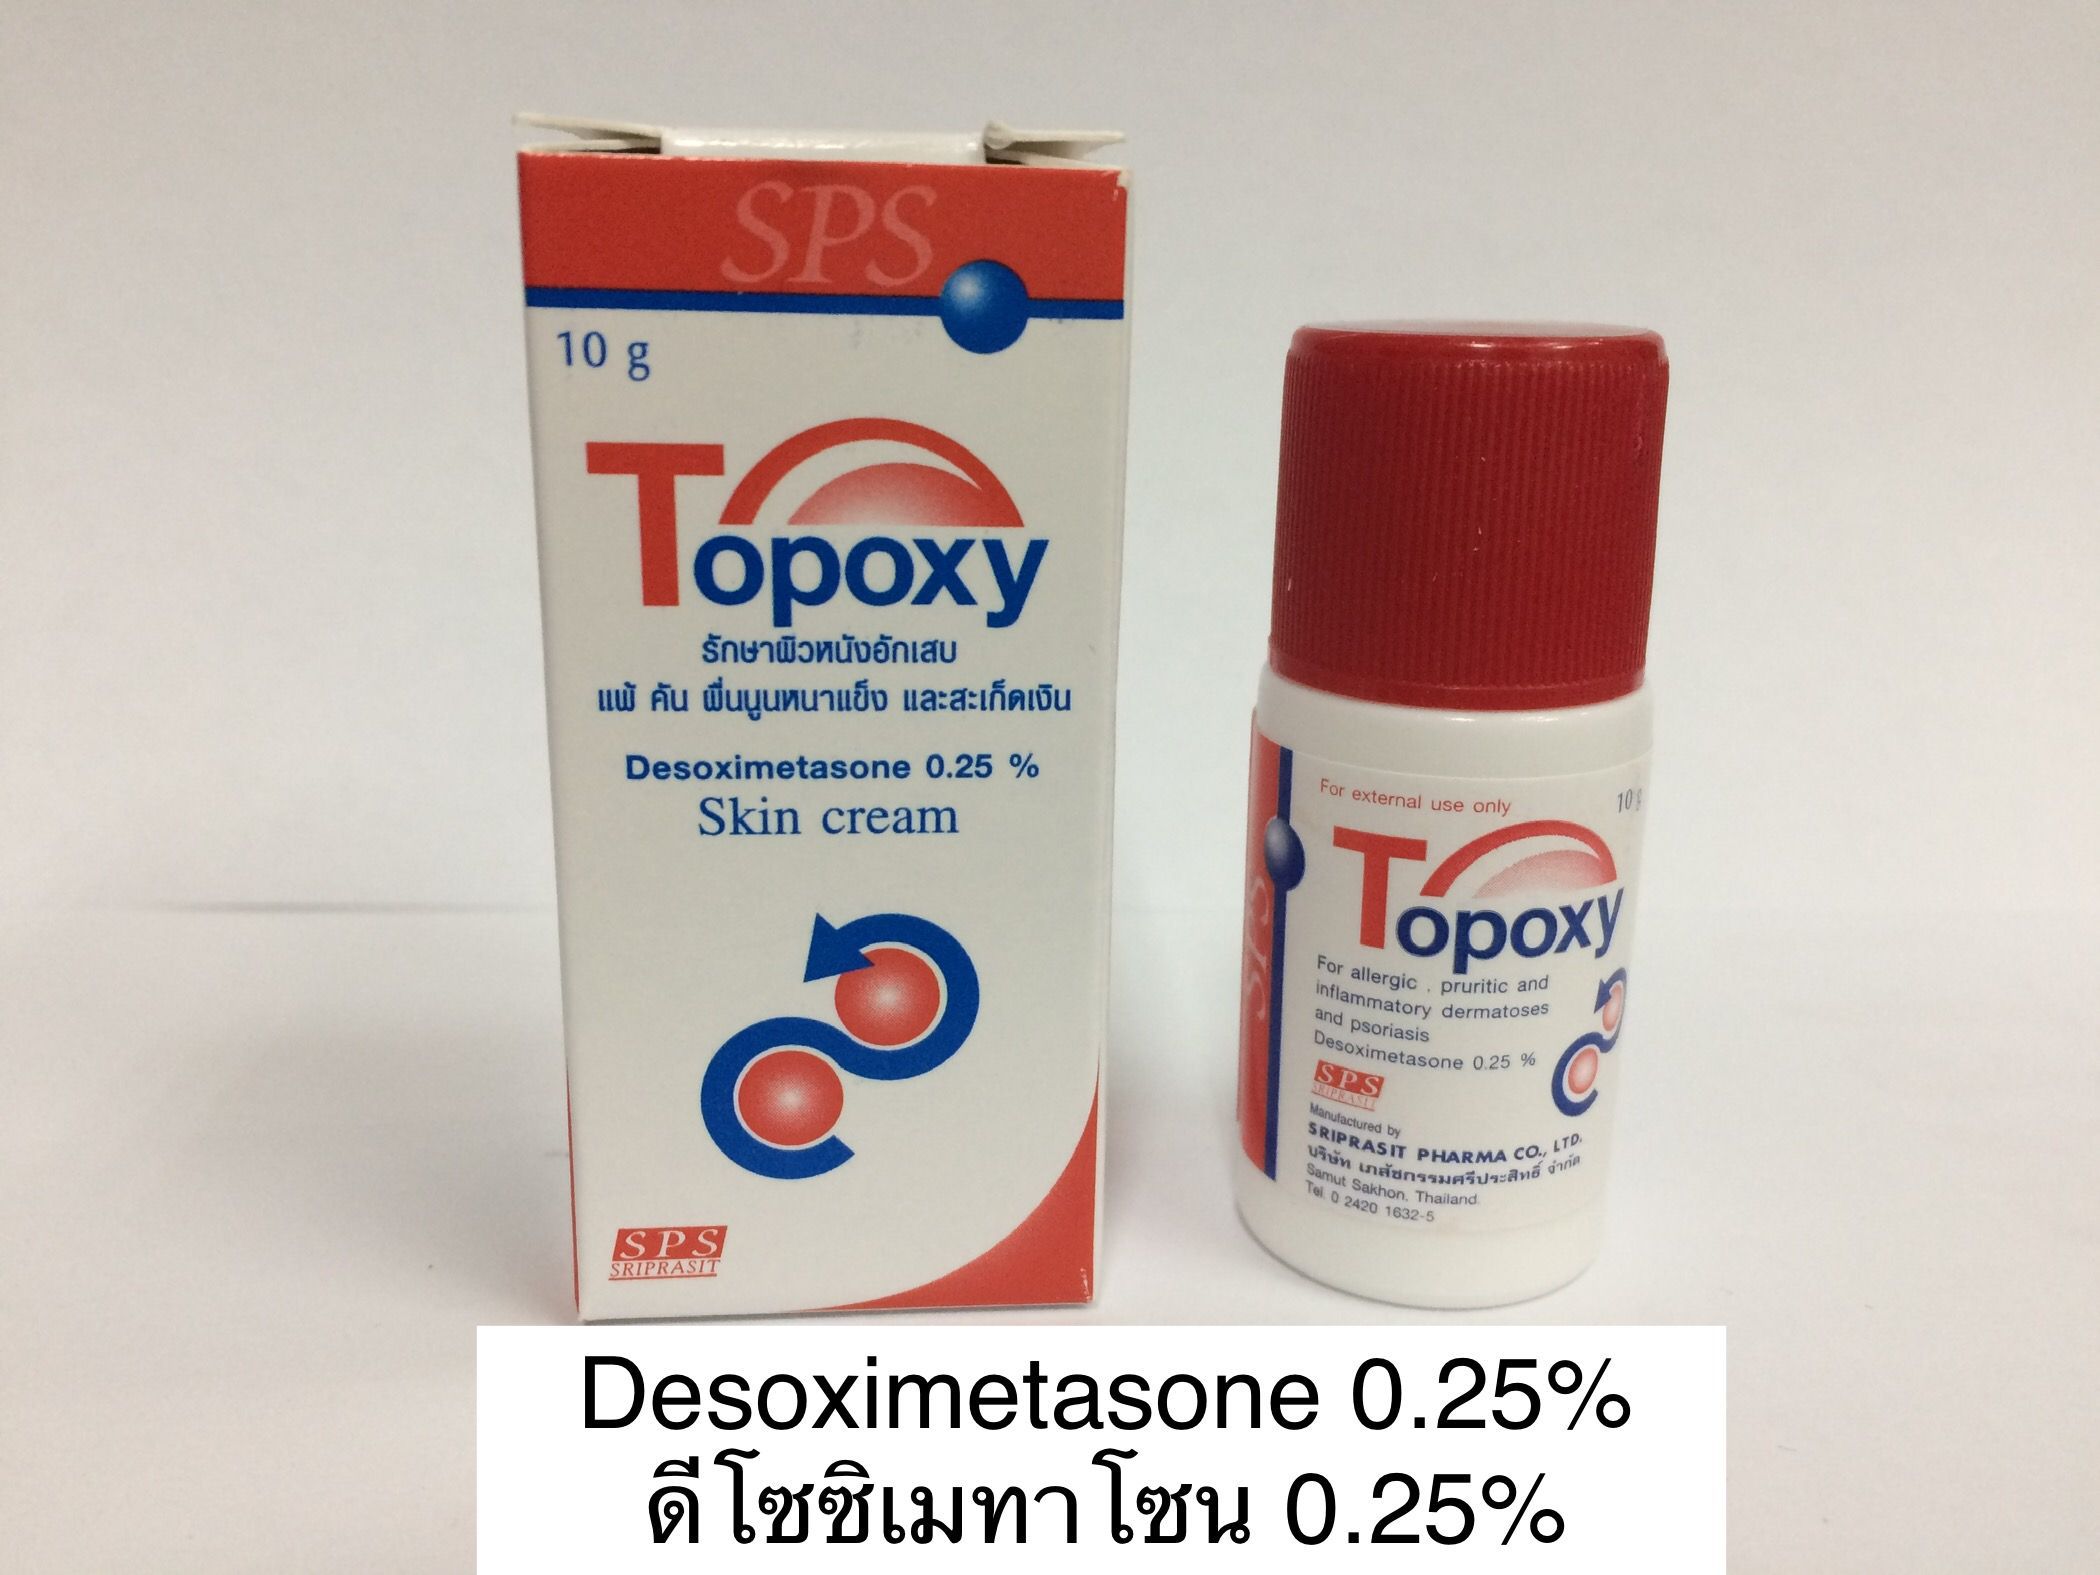 SPS
10 g
Topoxy
รักษาผิวหนังอักเสบ
แพ้ คัน ผื่นนูนหนาแข็ง และสะเก็ดเงิน
Desoximetasone 0.25 %
Skin cream
SPS
SRIPRASIT
SPS
For external use only
10 g
Topoxy
For allergic , pruritic and
inflammatory dermatoses
and psoriasis
Desoximetasone 0.25 %
SPS
SRIPRASIT
Manufactured by
SRIPRASIT PHARMA CO., LTD.
บริษัท เภสัชกรรมศรีประสิทธิ์ จำกัด
Samut Sakhon, Thailand.
Tel. 0 2420 1632-5
Desoximetasone 0.25%
ดีโซซิเมทาโซน 0.25%